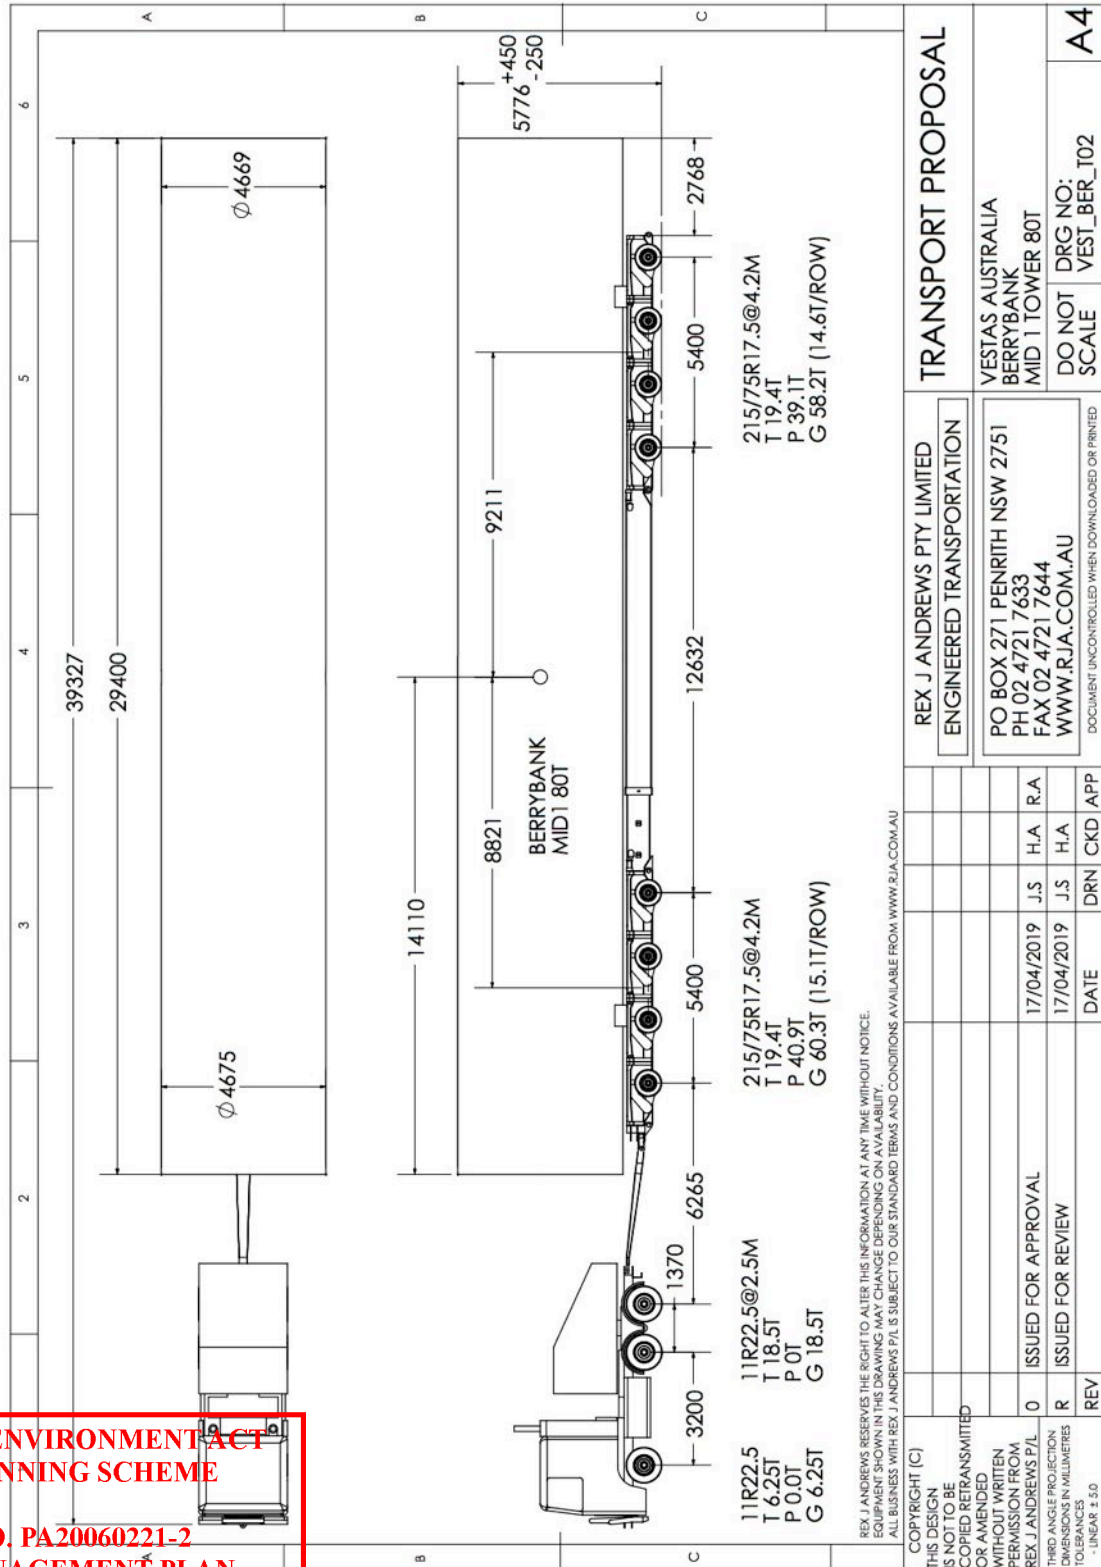 6
5
4
3
2
A
B
C
39327
29400
Ø4675
Ø4669
14110
8821
9211
BERRYBANK
MID1 80T
5776 +450
-250
3200
1370
6265
5400
12632
5400
2768
11R22.5
T 6.25T
P 0.0T
G 6.25T
11R22.5@2.5M
T 18.5T
P 0T
G 18.5T
215/75R17.5@4.2M
T 19.4T
P 40.9T
G 60.3T (15.1T/ROW)
215/75R17.5@4.2M
T 19.4T
P 39.1T
G 58.2T (14.6T/ROW)
A
B
C
REX J ANDREWS RESERVES THE RIGHT TO ALTER THIS INFORMATION AT ANY TIME WITHOUT NOTICE.
EQUIPMENT SHOWN IN THIS DRAWING MAY CHANGE DEPENDING ON AVAILABILITY.
ALL BUSINESS WITH REX J ANDREWS P/L IS SUBJECT TO OUR STANDARD TERMS AND CONDITIONS AVAILABLE FROM WWW.RJA.COM.AU
COPYRIGHT (C)
THIS DESIGN
IS NOT TO BE
COPIED RETRANSMITTED
OR AMENDED
WITHOUT WRITTEN
PERMISSION FROM
REX J ANDREWS P/L
THIRD ANGLE PROJECTION
DIMENSIONS IN MILLIMETRES
TOLERANCES
- LINEAR ± 5.0
0 ISSUED FOR APPROVAL 17/04/2019 J.S H.A R.A
R ISSUED FOR REVIEW 17/04/2019 J.S H.A
REV DATE DRN CKD APP
REX J ANDREWS PTY LIMITED
ENGINEERED TRANSPORTATION
PO BOX 271 PENRITH NSW 2751
PH 02 4721 7633
FAX 02 4721 7644
WWW.RJA.COM.AU
DOCUMENT UNCONTROLLED WHEN DOWNLOADED OR PRINTED
TRANSPORT PROPOSAL
VESTAS AUSTRALIA
BERRYBANK
MID 1 TOWER 80T
DO NOT
SCALE
DRG NO:
VEST_BER_T02
A4
ENVIRONMENT ACT
NNING SCHEME
. PA20060221-2
AGEMENT PLAN